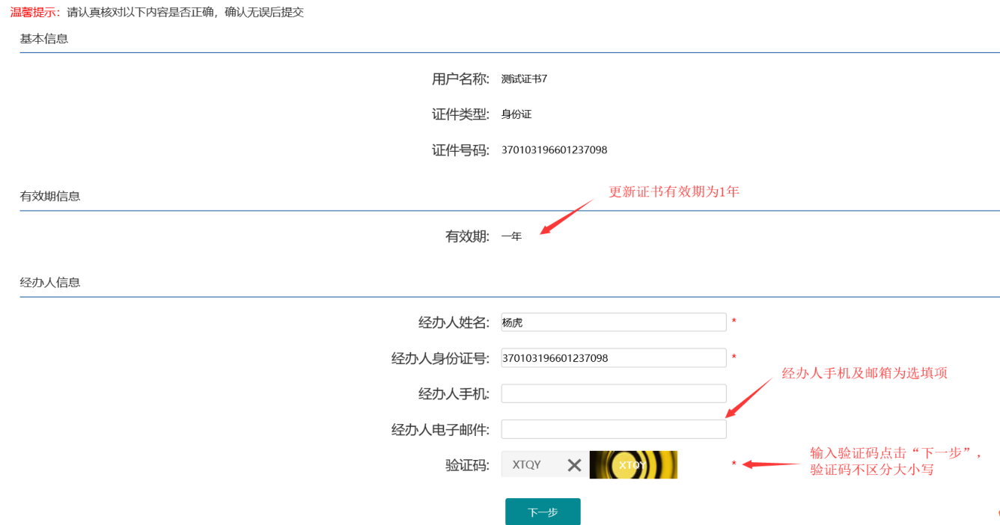 温馨提示：请认真核对以下内容是否正确，确认无误后提交
基本信息
用户名称: 测试证书7
证件类型: 身份证
证件号码: 370103196601237098
更新证书有效期为1年
有效期信息
有效期: 一年
经办人信息
经办人姓名: 杨虎 *
经办人身份证号: 370103196601237098 *
经办人手机及邮箱为选填项
经办人手机:
经办人电子邮件:
输入验证码点击“下一步”，
验证码不区分大小写
验证码: XTQY XTQY *
下一步